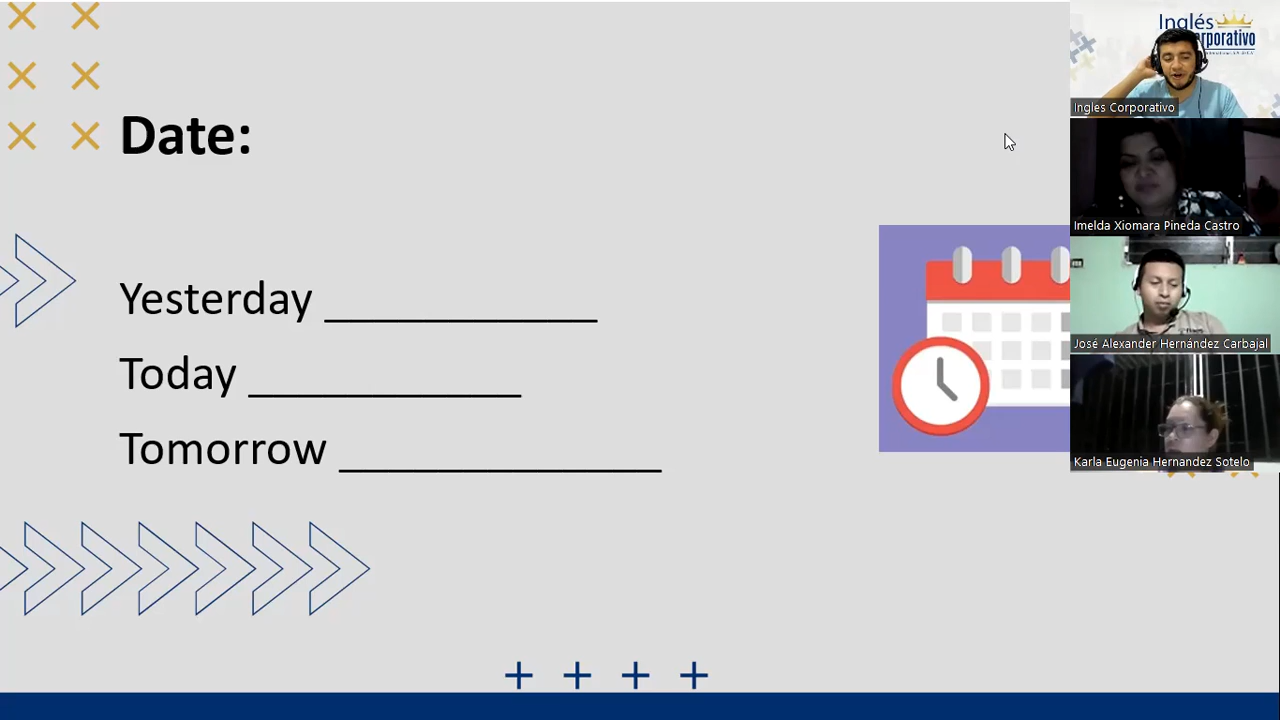 Date:
Yesterday ____________
Today ____________
Tomorrow ______________
Inglés
rporativo
Ingles Corporativo
Imelda Xiomara Pineda Castro
José Alexander Hernández Carbajal
Karla Eugenia Hernandez Sotelo